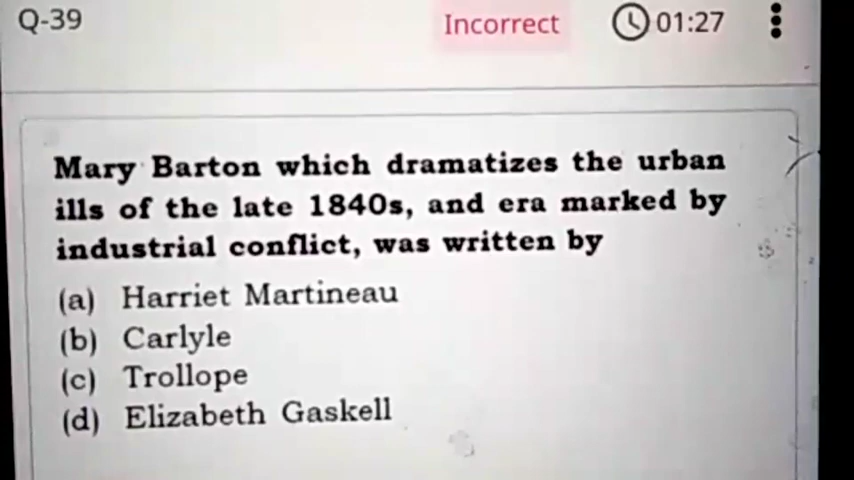 Q-39
Incorrect
01:27
Mary Barton which dramatizes the urban
ills of the late 1840s, and era marked by
industrial conflict, was written by
(a) Harriet Martineau
(b) Carlyle
(c) Trollope
(d) Elizabeth Gaskell